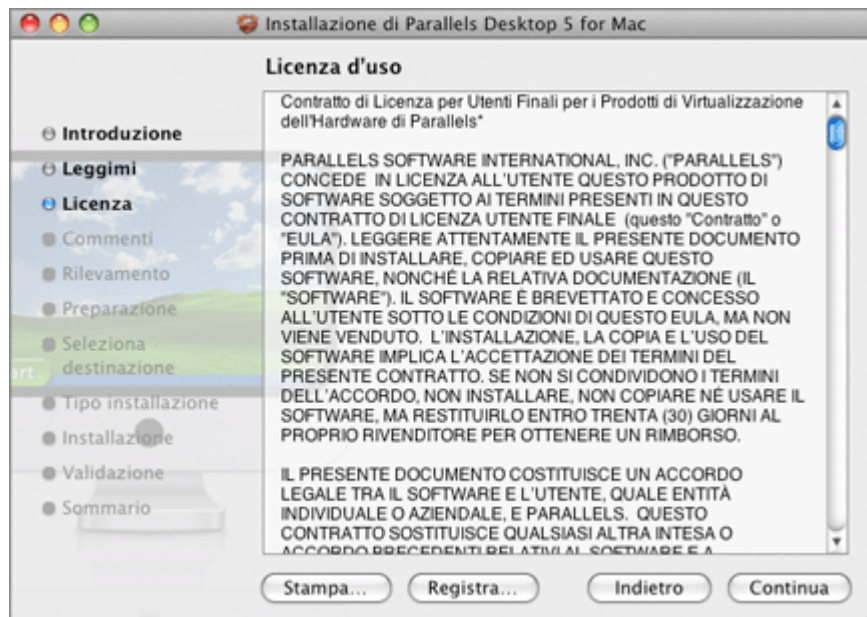 Installazione di Parallels Desktop 5 for Mac
Licenza d'uso
Introduzione
Leggimi
Licenza
Commenti
Rilevamento
Preparazione
Seleziona
destinazione
Tipo installazione
Installazione
Validazione
Sommario
art
Contratto di Licenza per Utenti Finali per i Prodotti di Virtualizzazione
dell'Hardware di Parallels*
PARALLELS SOFTWARE INTERNATIONAL, INC. ("PARALLELS")
CONCEDE IN LICENZA ALL'UTENTE QUESTO PRODOTTO DI
SOFTWARE SOGGETTO AI TERMINI PRESENTI IN QUESTO
CONTRATTO DI LICENZA UTENTE FINALE (questo "Contratto" o
"EULA"). LEGGERE ATTENTAMENTE IL PRESENTE DOCUMENTO
PRIMA DI INSTALLARE, COPIARE ED USARE QUESTO
SOFTWARE, NONCHÉ LA RELATIVA DOCUMENTAZIONE (IL
"SOFTWARE"). IL SOFTWARE È BREVETTATO E CONCESSO
ALL'UTENTE SOTTO LE CONDIZIONI DI QUESTO EULA, MA NON
VIENE VENDUTO. L'INSTALLAZIONE, LA COPIA E L'USO DEL
SOFTWARE IMPLICA L'ACCETTAZIONE DEI TERMINI DEL
PRESENTE CONTRATTO. SE NON SI CONDIVIDONO I TERMINI
DELL'ACCORDO, NON INSTALLARE, NON COPIARE NÉ USARE IL
SOFTWARE, MA RESTITUIRLO ENTRO TRENTA (30) GIORNI AL
PROPRIO RIVENDITORE PER OTTENERE UN RIMBORSO.
IL PRESENTE DOCUMENTO COSTITUISCE UN ACCORDO
LEGALE TRA IL SOFTWARE E L'UTENTE, QUALE ENTITÀ
INDIVIDUALE O AZIENDALE, E PARALLELS. QUESTO
CONTRATTO SOSTITUISCE QUALSIASI ALTRA INTESA O
ACCORDO PRECEDENTI RELATIVI AL SOFTWARE E A
Stampa...
Registra...
Indietro
Continua